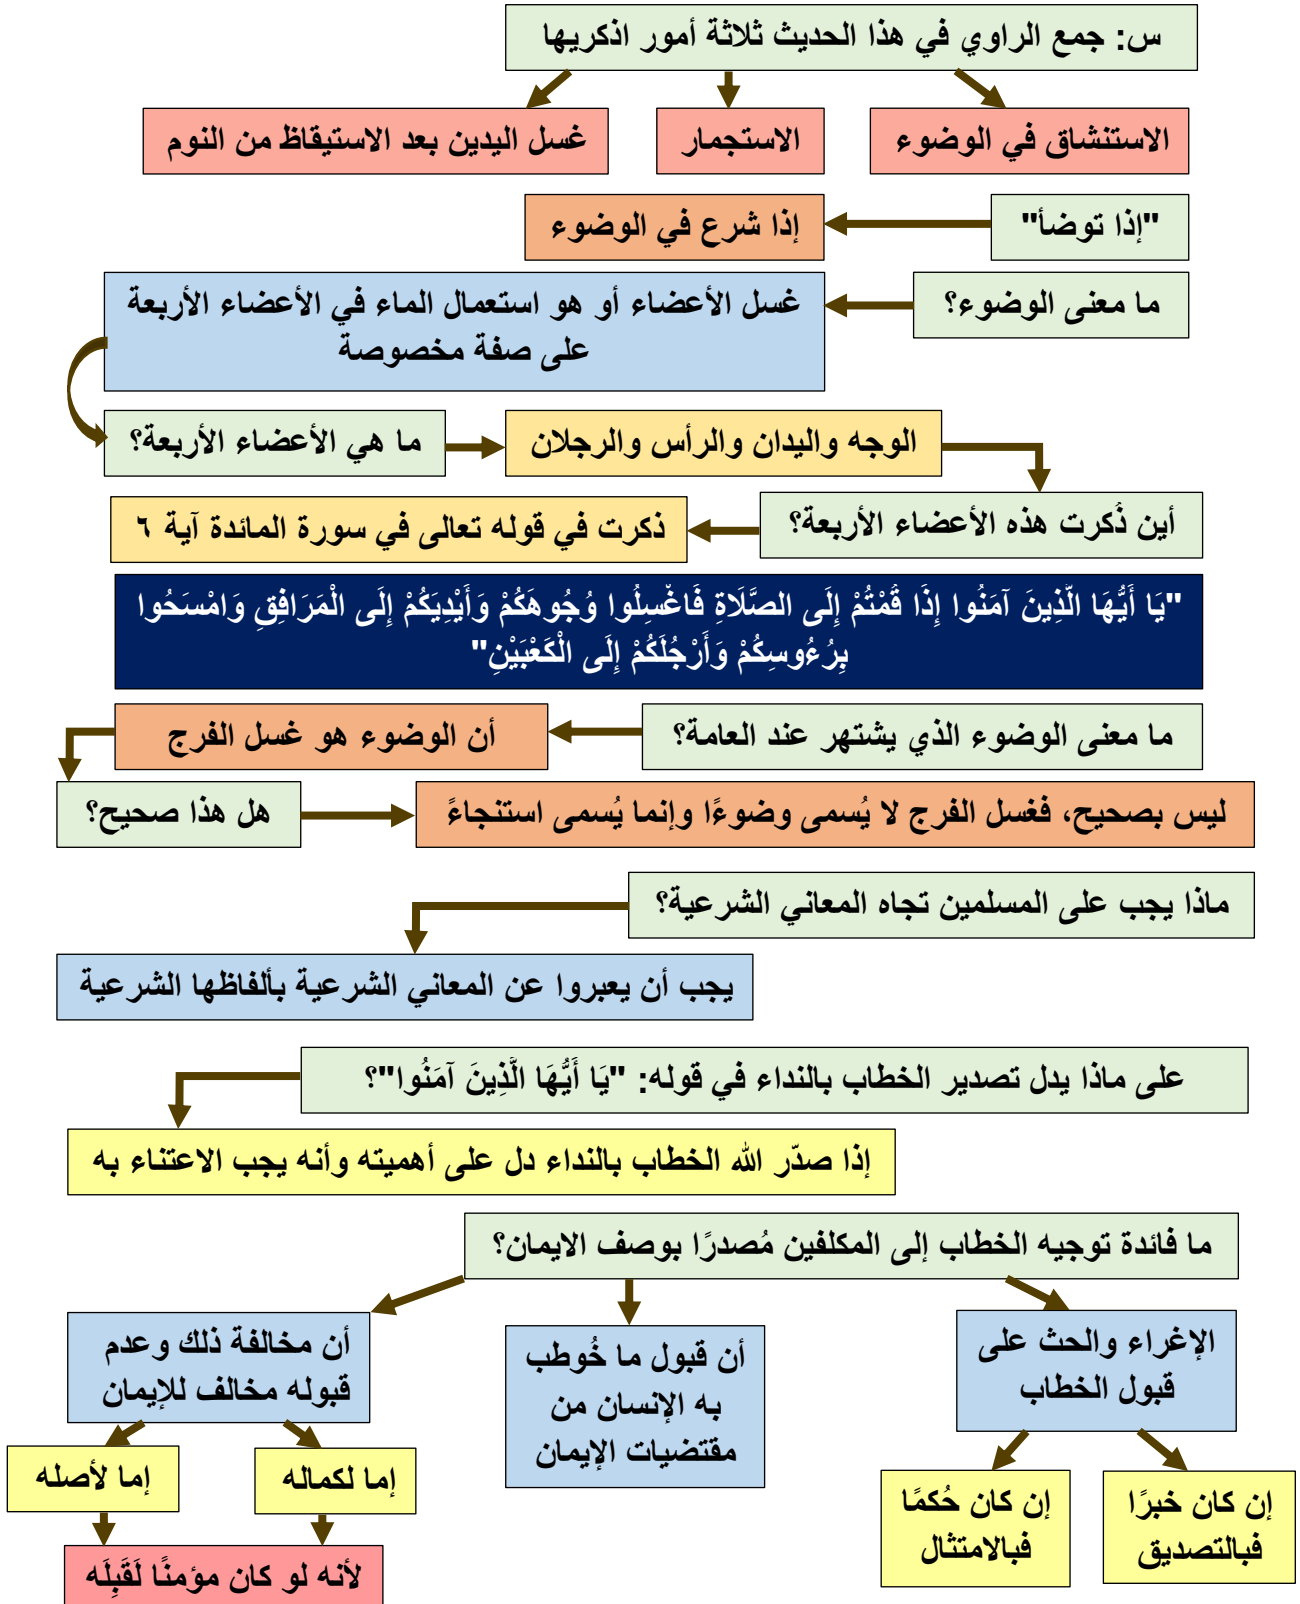 س: جمع الراوي في هذا الحديث ثلاثة أمور اذكريها
الاستنشاق في الوضوء
الاستجمار
غسل اليدين بعد الاستيقاظ من النوم
"إذا توضأ"
إذا شرع في الوضوء
ما معنى الوضوء؟
غسل الأعضاء أو هو استعمال الماء في الأعضاء الأربعة
على صفة مخصوصة
ما هي الأعضاء الأربعة؟
الوجه واليدان والرأس والرجلان
أين ذُكرت هذه الأعضاء الأربعة؟
ذكرت في قوله تعالى في سورة المائدة آية ٦
"يَا أَيُّهَا الَّذِينَ آمَنُوا إِذَا قُمْتُمْ إِلَى الصَّلَاةِ فَاغْسِلُوا وُجُوهَكُمْ وَأَيْدِيَكُمْ إِلَى الْمَرَافِقِ وَامْسَحُوا
بِرُءُوسِكُمْ وَأَرْجُلَكُمْ إِلَى الْكَعْبَيْنِ"
ما معنى الوضوء الذي يشتهر عند العامة؟
أن الوضوء هو غسل الفرج
هل هذا صحيح؟
ليس بصحيح، فغسل الفرج لا يُسمى وضوءًا وإنما يُسمى استنجاءً
ماذا يجب على المسلمين تجاه المعاني الشرعية؟
يجب أن يعبروا عن المعاني الشرعية بألفاظها الشرعية
على ماذا يدل تصدير الخطاب بالنداء في قوله: "يَا أَيُّهَا الَّذِينَ آمَنُوا"؟
إذا صدّر الله الخطاب بالنداء دل على أهميته وأنه يجب الاعتناء به
ما فائدة توجيه الخطاب إلى المكلفين مُصدرًا بوصف الايمان؟
الإغراء والحث على
قبول الخطاب
إن كان خبرًا
فبالتصديق
إن كان حُكمًا
فبالامتثال
أن قبول ما خُوطب
به الإنسان من
مقتضيات الإيمان
أن مخالفة ذلك وعدم
قبوله مخالف للإيمان
إما لكماله
إما لأصله
لأنه لو كان مؤمنًا لَقَبِلَه